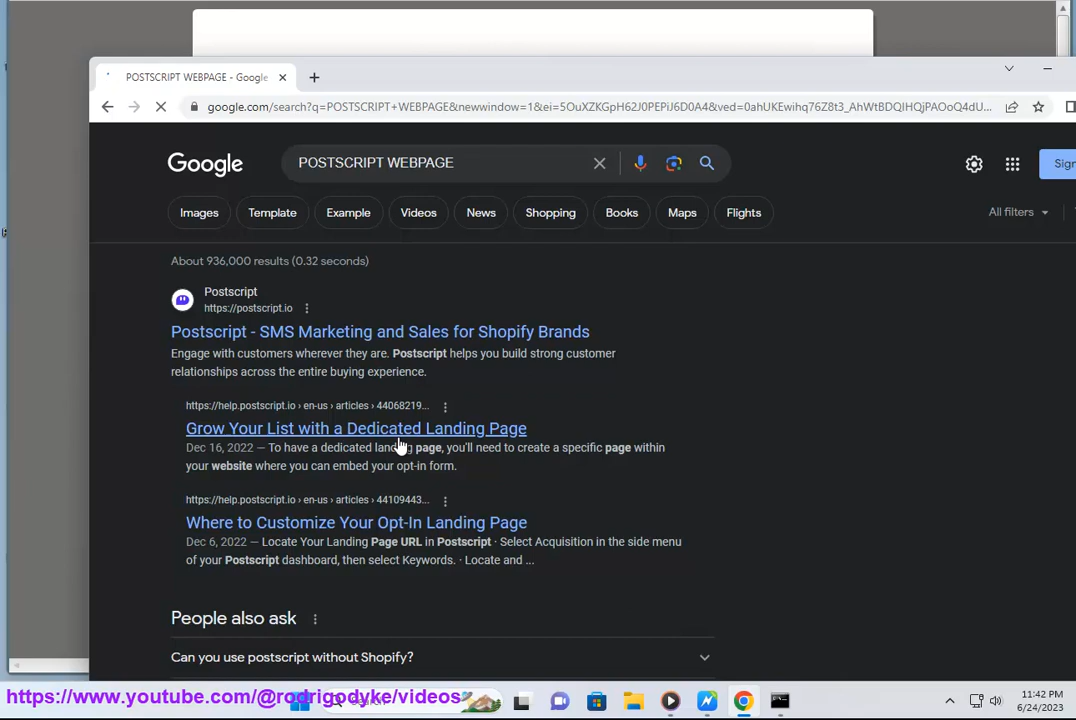 POSTSCRIPT WEBPAGE - Google
google.com/search?q=POSTSCRIPT+WEBPAGE&newwindow=1&ei=5OuXZKGpH62J0PEPiJ6D0A4&ved=0ahUKEwihq76Z8t3_AhWtBDQIHQjPAOoQ4dU...
Google
POSTSCRIPT WEBPAGE
Sign
Images
Template
Example
Videos
News
Shopping
Books
Maps
Flights
All filters
About 936,000 results (0.32 seconds)
Postscript
https://postscript.io
Postscript - SMS Marketing and Sales for Shopify Brands
Engage with customers wherever they are. Postscript helps you build strong customer
relationships across the entire buying experience.
https://help.postscript.io › en-us › articles › 44068219...
Grow Your List with a Dedicated Landing Page
Dec 16, 2022 — To have a dedicated landing page, you'll need to create a specific page within
your website where you can embed your opt-in form.
https://help.postscript.io › en-us › articles › 44109443...
Where to Customize Your Opt-In Landing Page
Dec 6, 2022 — Locate Your Landing Page URL in Postscript · Select Acquisition in the side menu
of your Postscript dashboard, then select Keywords. · Locate and ...
People also ask
Can you use postscript without Shopify?
https://www.youtube.com/@rodrigodyke/videos
11:42 PM
6/24/2023